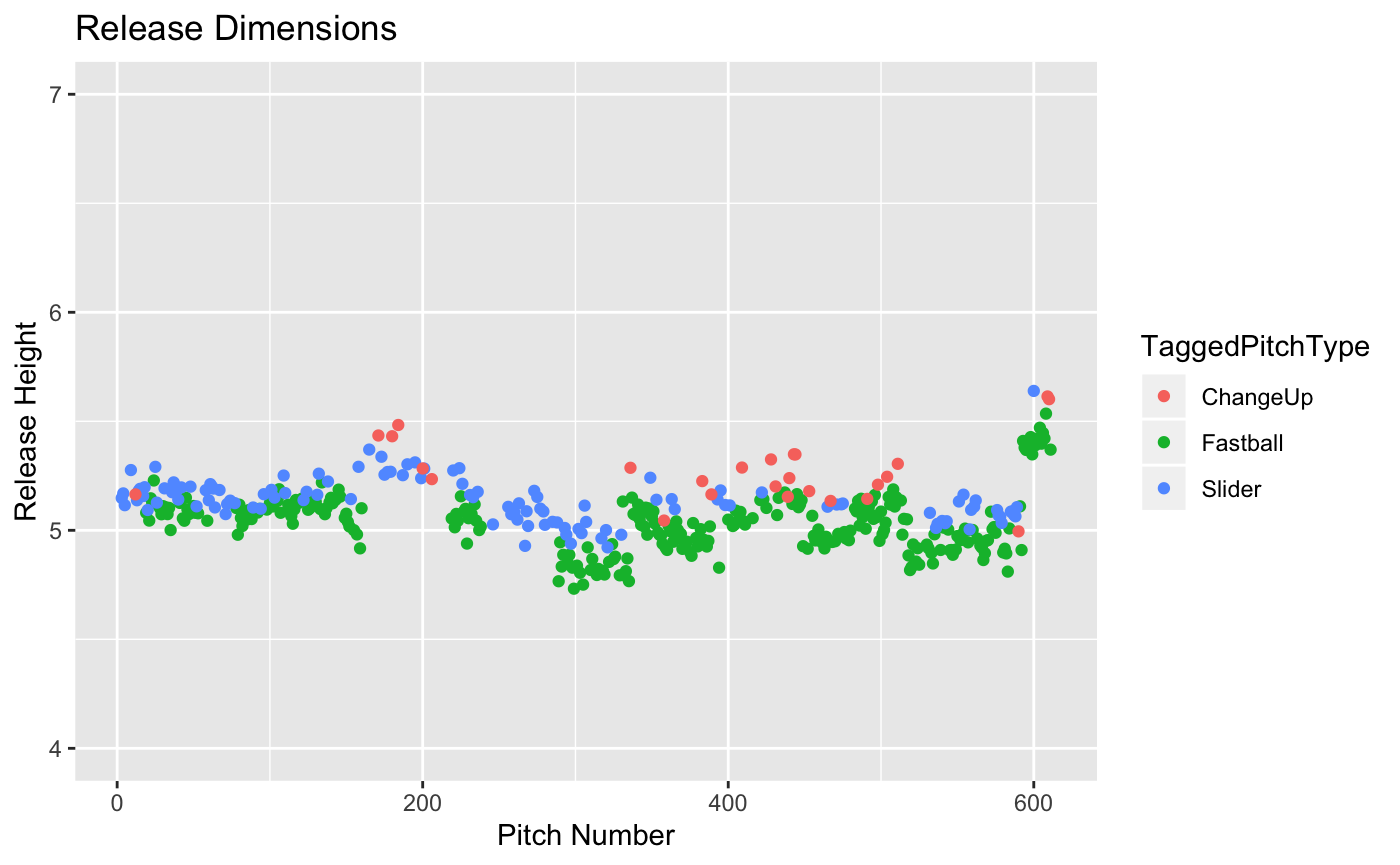 Release Dimensions
7
6
5
4
Release Height
0 200 400 600
Pitch Number
TaggedPitchType
ChangeUp
Fastball
Slider